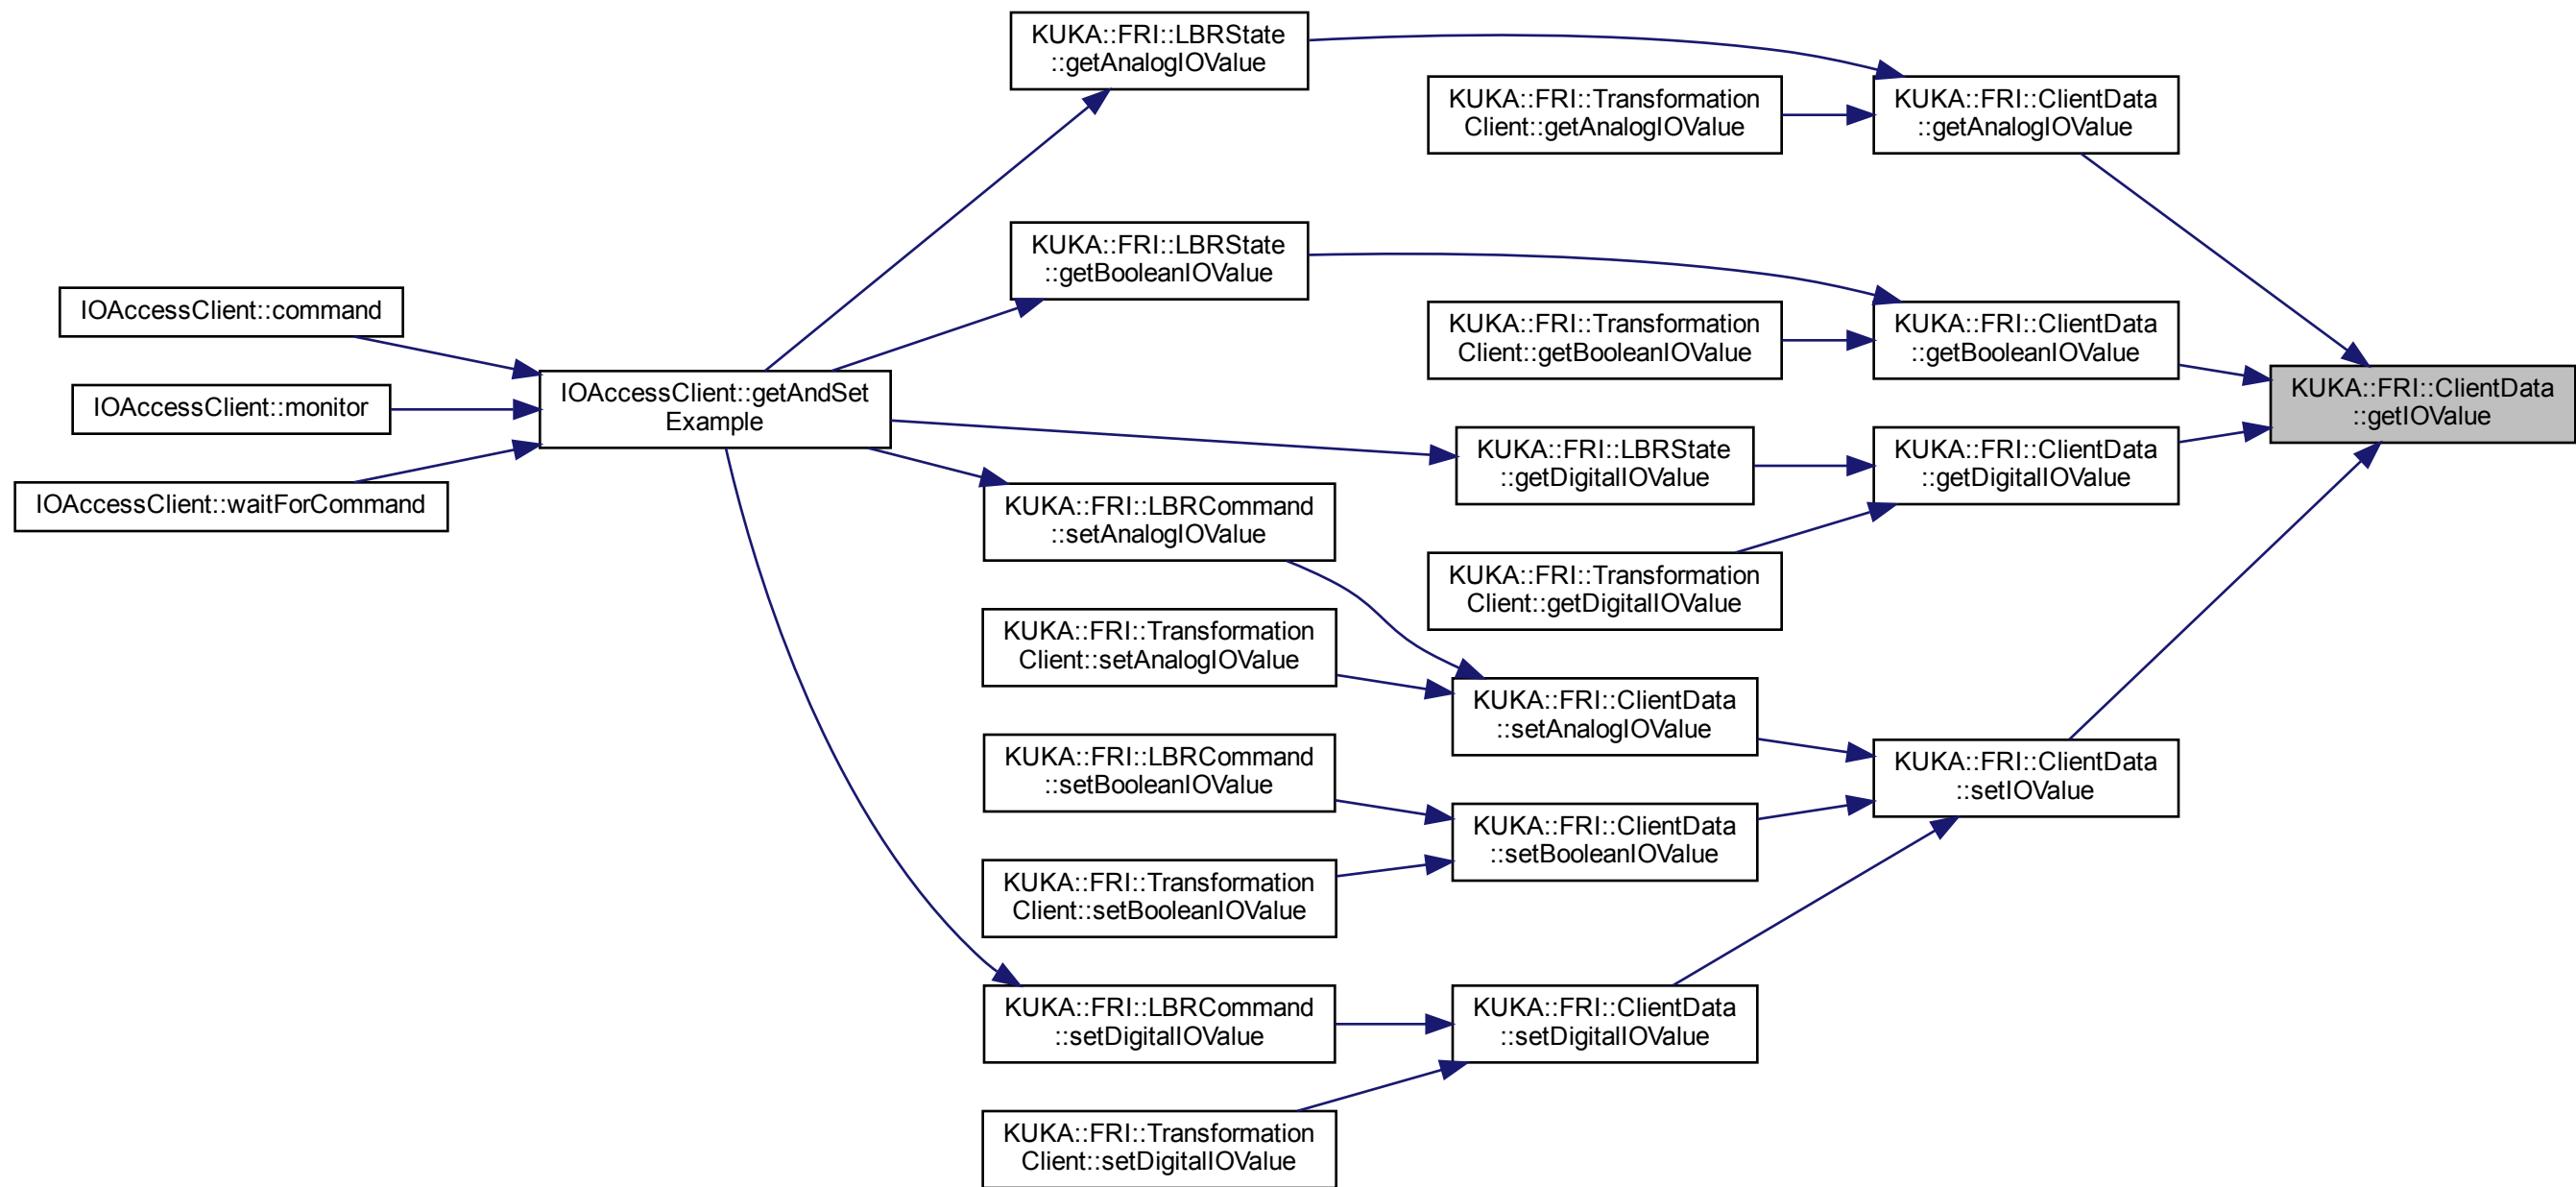 KUKA::FRI::LBRState
::getAnalogIOValue
KUKA::FRI::Transformation
Client::getAnalogIOValue
KUKA::FRI::ClientData
::getAnalogIOValue
KUKA::FRI::LBRState
::getBooleanIOValue
IOAccessClient::command
KUKA::FRI::Transformation
Client::getBooleanIOValue
KUKA::FRI::ClientData
::getBooleanIOValue
IOAccessClient::monitor
IOAccessClient::getAndSet
Example
KUKA::FRI::ClientData
::getIOValue
IOAccessClient::waitForCommand
KUKA::FRI::LBRState
::getDigitalIOValue
KUKA::FRI::ClientData
::getDigitalIOValue
KUKA::FRI::LBRCommand
::setAnalogIOValue
KUKA::FRI::Transformation
Client::getDigitalIOValue
KUKA::FRI::Transformation
Client::setAnalogIOValue
KUKA::FRI::ClientData
::setAnalogIOValue
KUKA::FRI::LBRCommand
::setBooleanIOValue
KUKA::FRI::ClientData
::setIOValue
KUKA::FRI::ClientData
::setBooleanIOValue
KUKA::FRI::Transformation
Client::setBooleanIOValue
KUKA::FRI::LBRCommand
::setDigitalIOValue
KUKA::FRI::ClientData
::setDigitalIOValue
KUKA::FRI::Transformation
Client::setDigitalIOValue